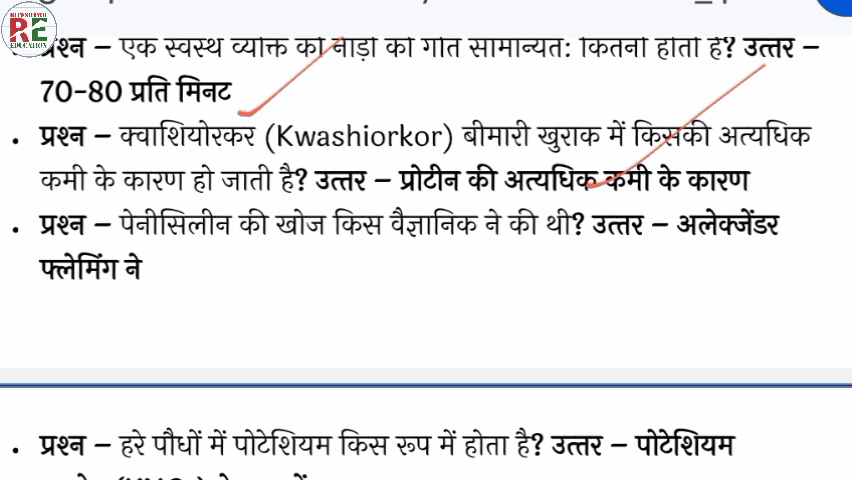 RE
EDUCATION
प्रश्न – एक स्वस्थ व्यक्ति की नाड़ी की गति सामान्यत: कितनी होती है? उत्तर –
70-80 प्रति मिनट
• प्रश्न – क्वाशियोरकर (Kwashiorkor) बीमारी खुराक में किसकी अत्यधिक
कमी के कारण हो जाती है? उत्तर – प्रोटीन की अत्यधिक कमी के कारण
• प्रश्न – पेनीसिलीन की खोज किस वैज्ञानिक ने की थी? उत्तर – अलेक्जेंडर
फ्लेमिंग ने
• प्रश्न – हरे पौधों में पोटेशियम किस रूप में होता है? उत्तर – पोटेशियम